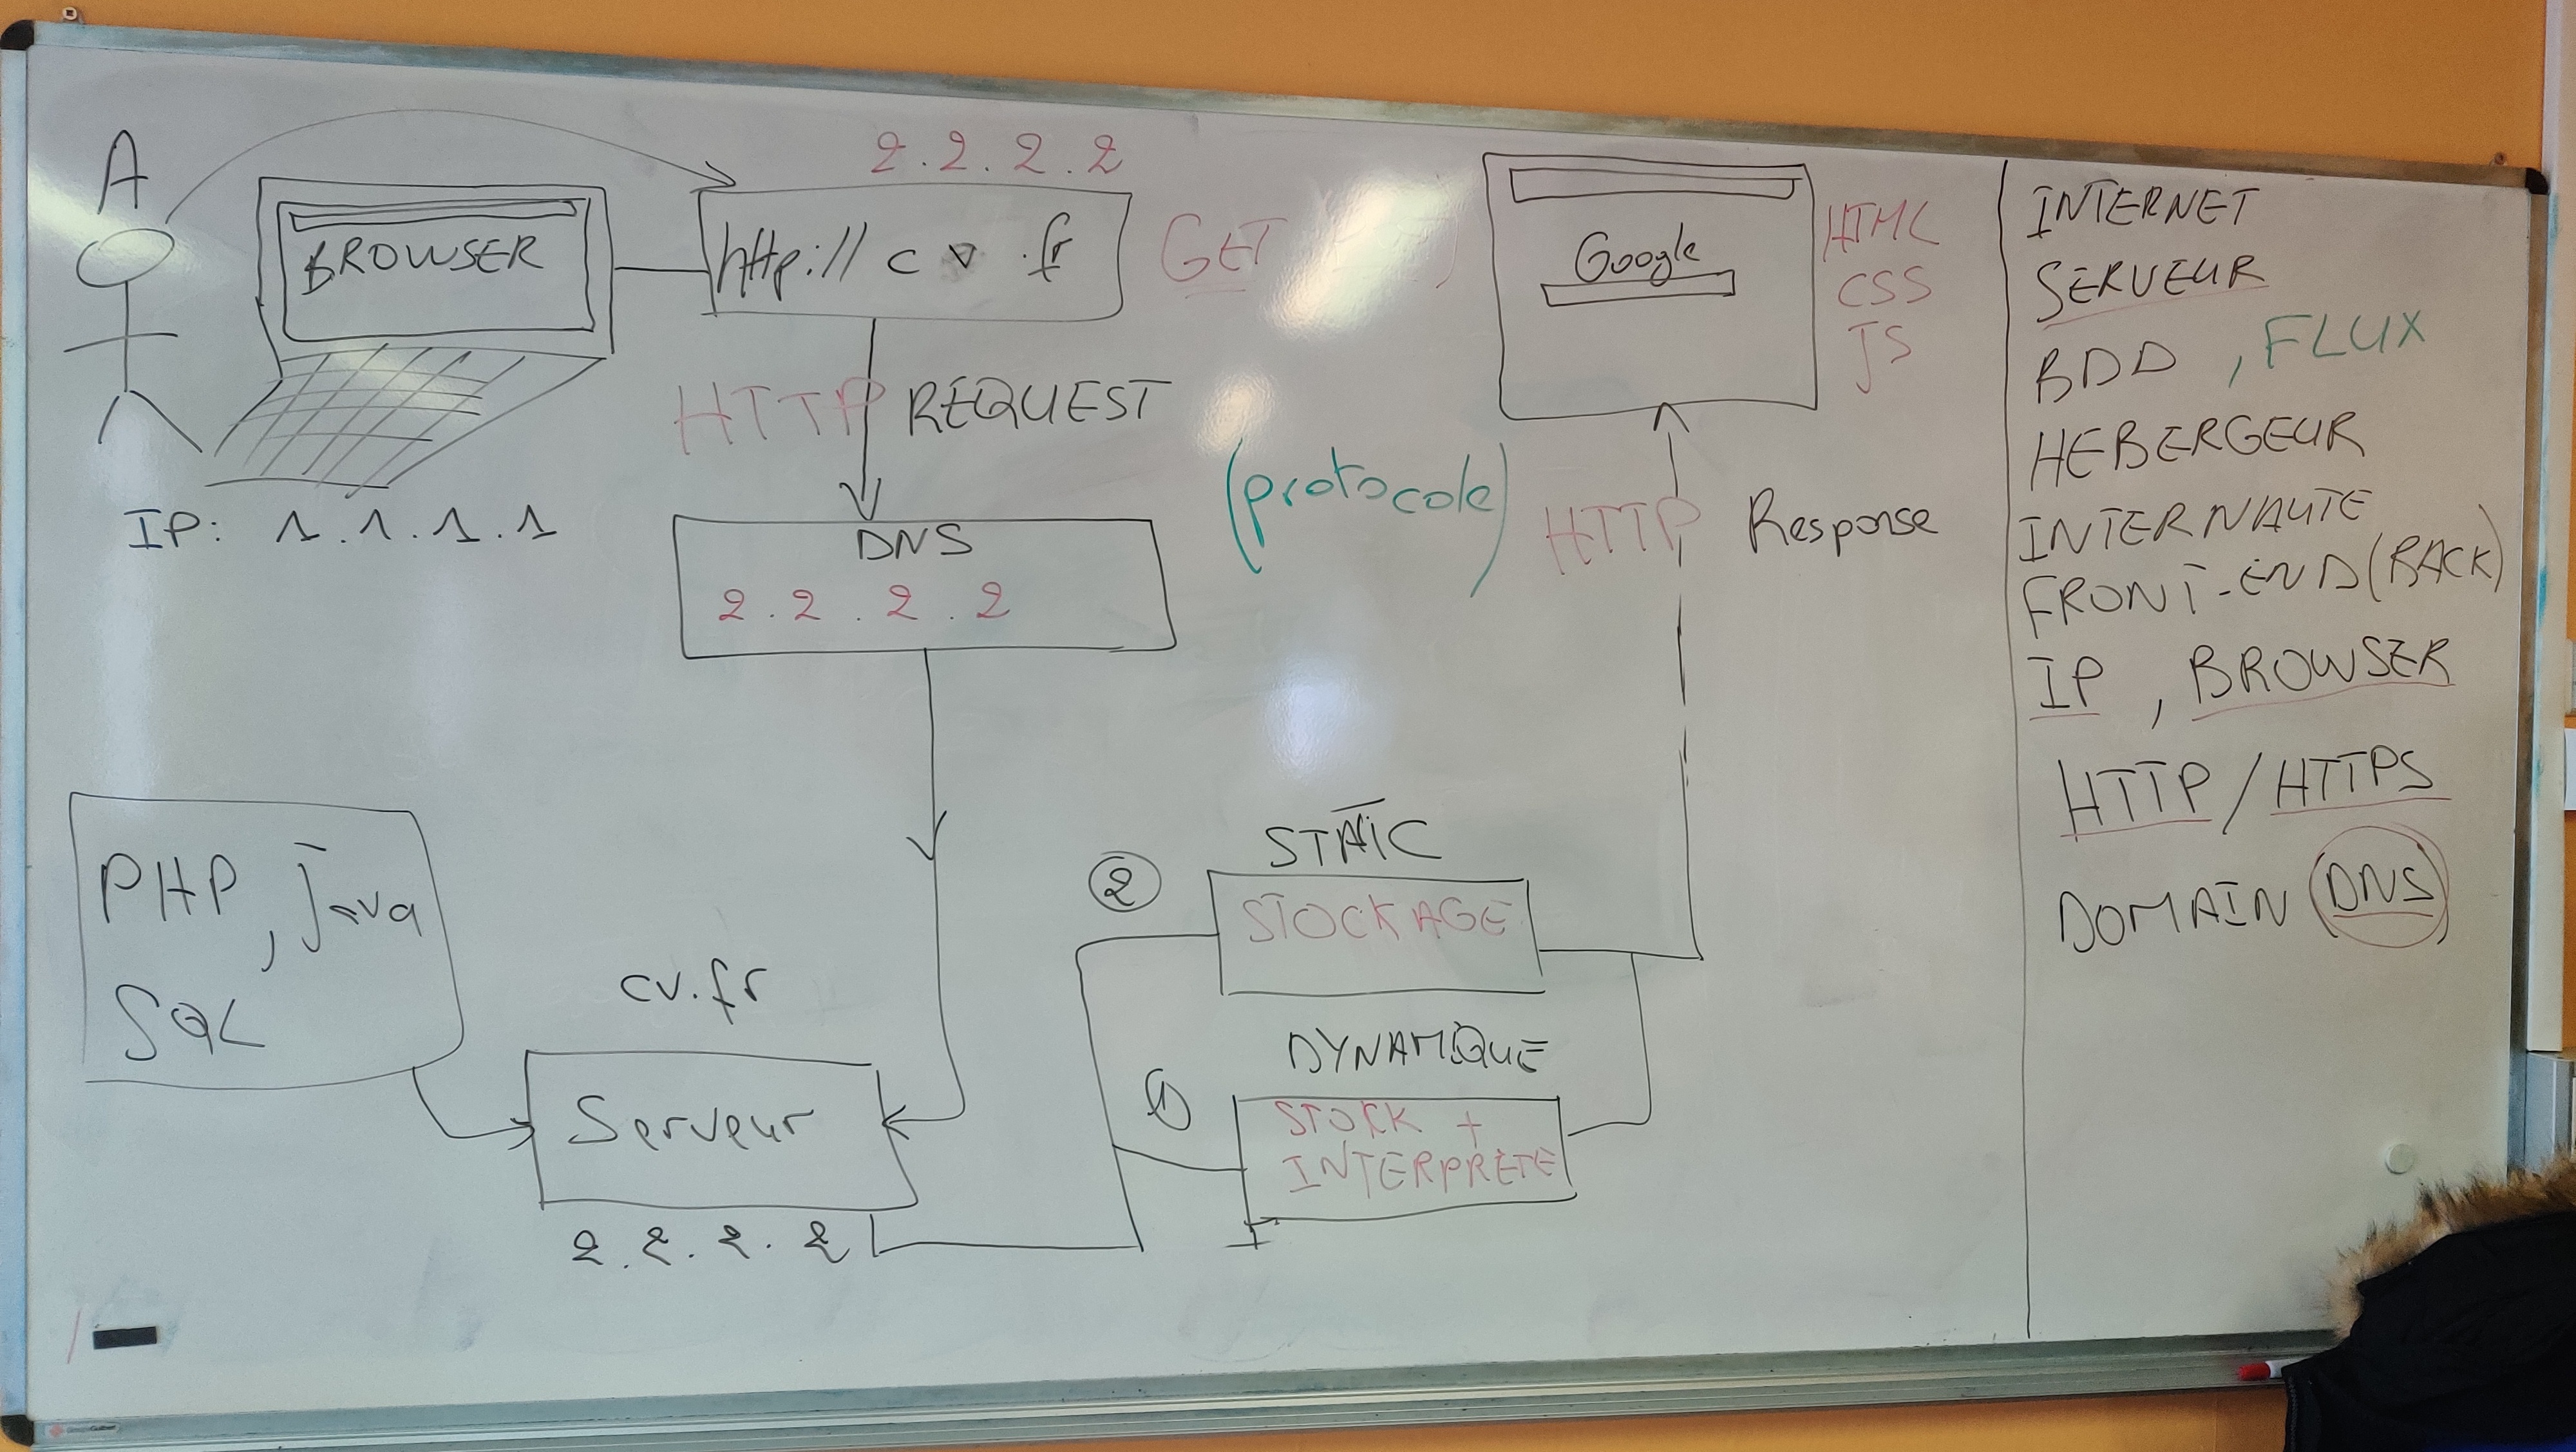 A
BROWSER
IP: 1.1.1.1
2.2.2.2
http:// cv.fr
GET
HTTP REQUEST
DNS
2.2.2.2
(protocole)
Google
HTML
CSS
JS
HTTP Response
PHP, Java
SQL
cv.fr
Serveur
2.2.2.2
2
STATIC
STOCKAGE
1
DYNAMIQUE
STOCK +
INTERPRETE
INTERNET
SERVEUR
BDD, FLUX
HEBERGEUR
INTERNAUTE
FRONT-END (BACK)
IP, BROWSER
HTTP / HTTPS
DOMAIN (DNS)